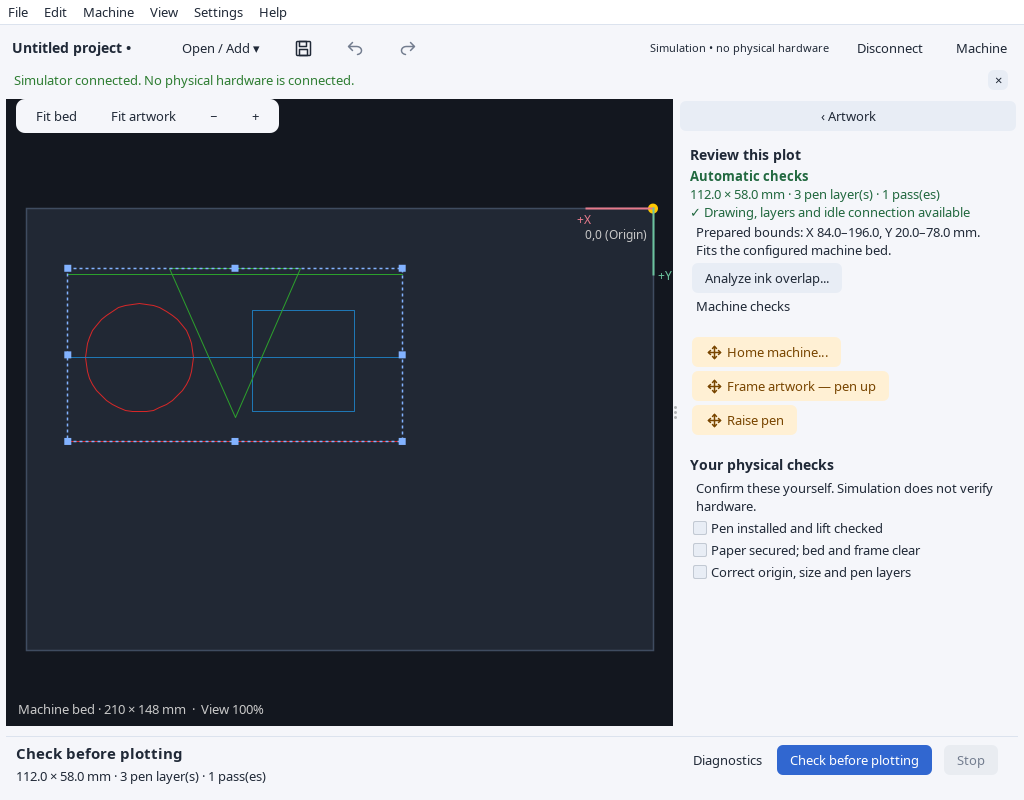 File Edit Machine View Settings Help
Untitled project • Open / Add ▾ Simulation • no physical hardware Disconnect Machine
Simulator connected. No physical hardware is connected. ×
Fit bed Fit artwork − +
‹ Artwork
Review this plot
Automatic checks
112.0 × 58.0 mm · 3 pen layer(s) · 1 pass(es)
✓ Drawing, layers and idle connection available
Prepared bounds: X 84.0–196.0, Y 20.0–78.0 mm.
Fits the configured machine bed.
Analyze ink overlap...
Machine checks
Home machine...
Frame artwork — pen up
Raise pen
Your physical checks
Confirm these yourself. Simulation does not verify
hardware.
Pen installed and lift checked
Paper secured; bed and frame clear
Correct origin, size and pen layers
+X
0,0 (Origin)
+Y
Machine bed · 210 × 148 mm · View 100%
Check before plotting
112.0 × 58.0 mm · 3 pen layer(s) · 1 pass(es)
Diagnostics Check before plotting Stop